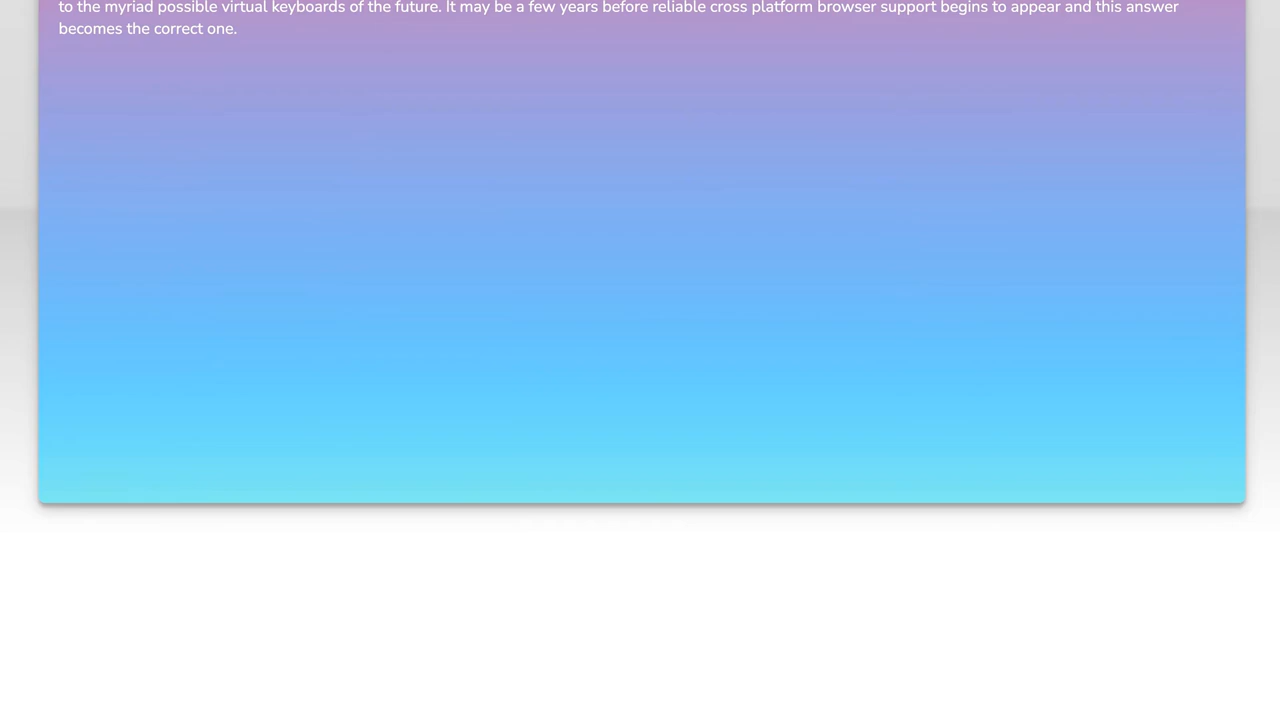 to the myriad possible virtual keyboards of the future. It may be a few years before reliable cross platform browser support begins to appear and this answer
becomes the correct one.